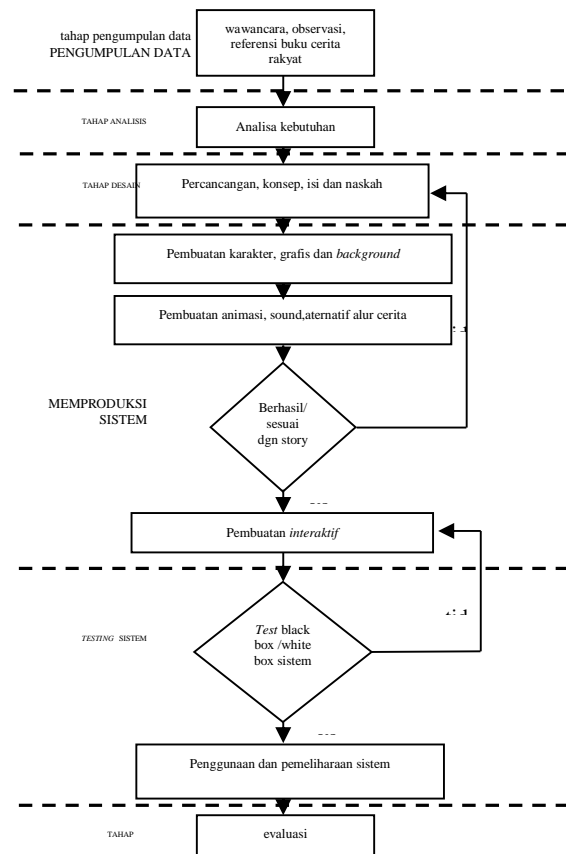 tahap pengumpulan data
PENGUMPULAN DATA
wawancara, observasi,
referensi buku cerita
rakyat
TAHAP ANALISIS
Analisa kebutuhan
TAHAP DESAIN
Percancangan, konsep, isi dan naskah
Pembuatan karakter, grafis dan background
Pembuatan animasi, sound,aternatif alur cerita
MEMPRODUKSI
SISTEM
Berhasil/
sesuai
dgn story
Pembuatan interaktif
TESTING SISTEM
Test black
box /white
box sistem
Penggunaan dan pemeliharaan sistem
TAHAP
evaluasi